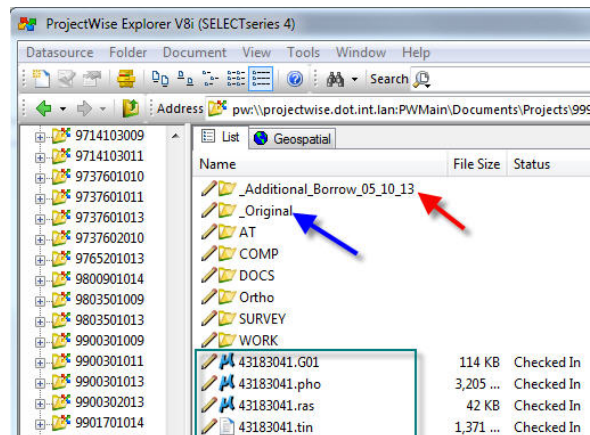 ProjectWise Explorer V8i (SELECTseries 4)
Datasource Folder Document View Tools Window Help
Search
Address pw:\\projectwise.dot.int.lan:PWMain\Documents\Projects\999
9714103009
9714103011
9737601010
9737601011
9737601013
9737602010
9765201013
9800901014
9803501009
9803501013
9900301009
9900301011
9900301013
9900302013
9901701014
List Geospatial
Name File Size Status
_Additional_Borrow_05_10_13
_Original
AT
COMP
DOCS
Ortho
SURVEY
WORK
43183041.G01 114 KB Checked In
43183041.pho 3,205 ... Checked In
43183041.ras 42 KB Checked In
43183041.tin 1,371 ... Checked In